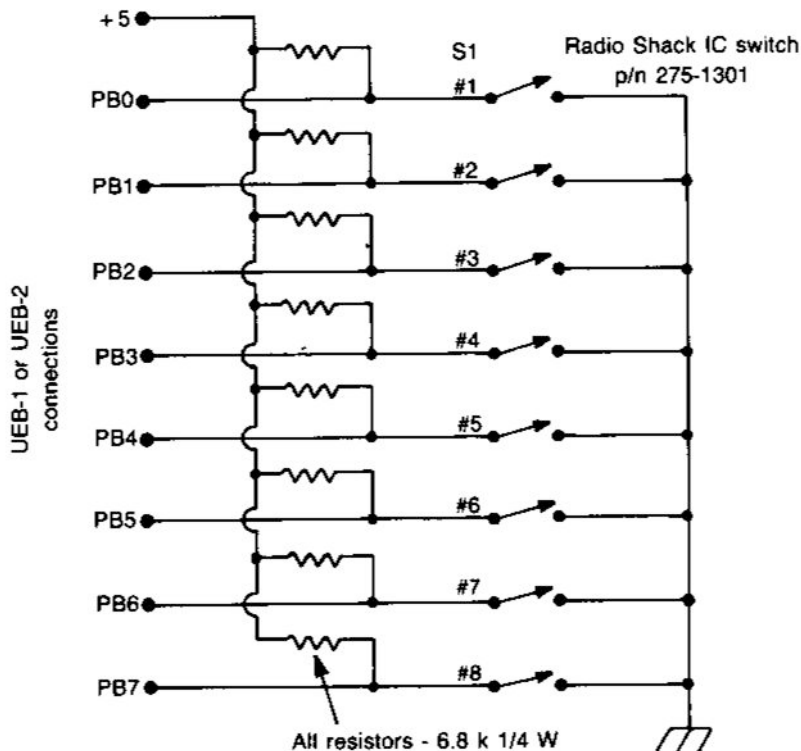 +5
S1
Radio Shack IC switch
p/n 275-1301
PB0
#1
PB1
#2
PB2
#3
PB3
#4
PB4
#5
PB5
#6
PB6
#7
PB7
#8
UEB-1 or UEB-2
connections
All resistors - 6.8 k 1/4 W